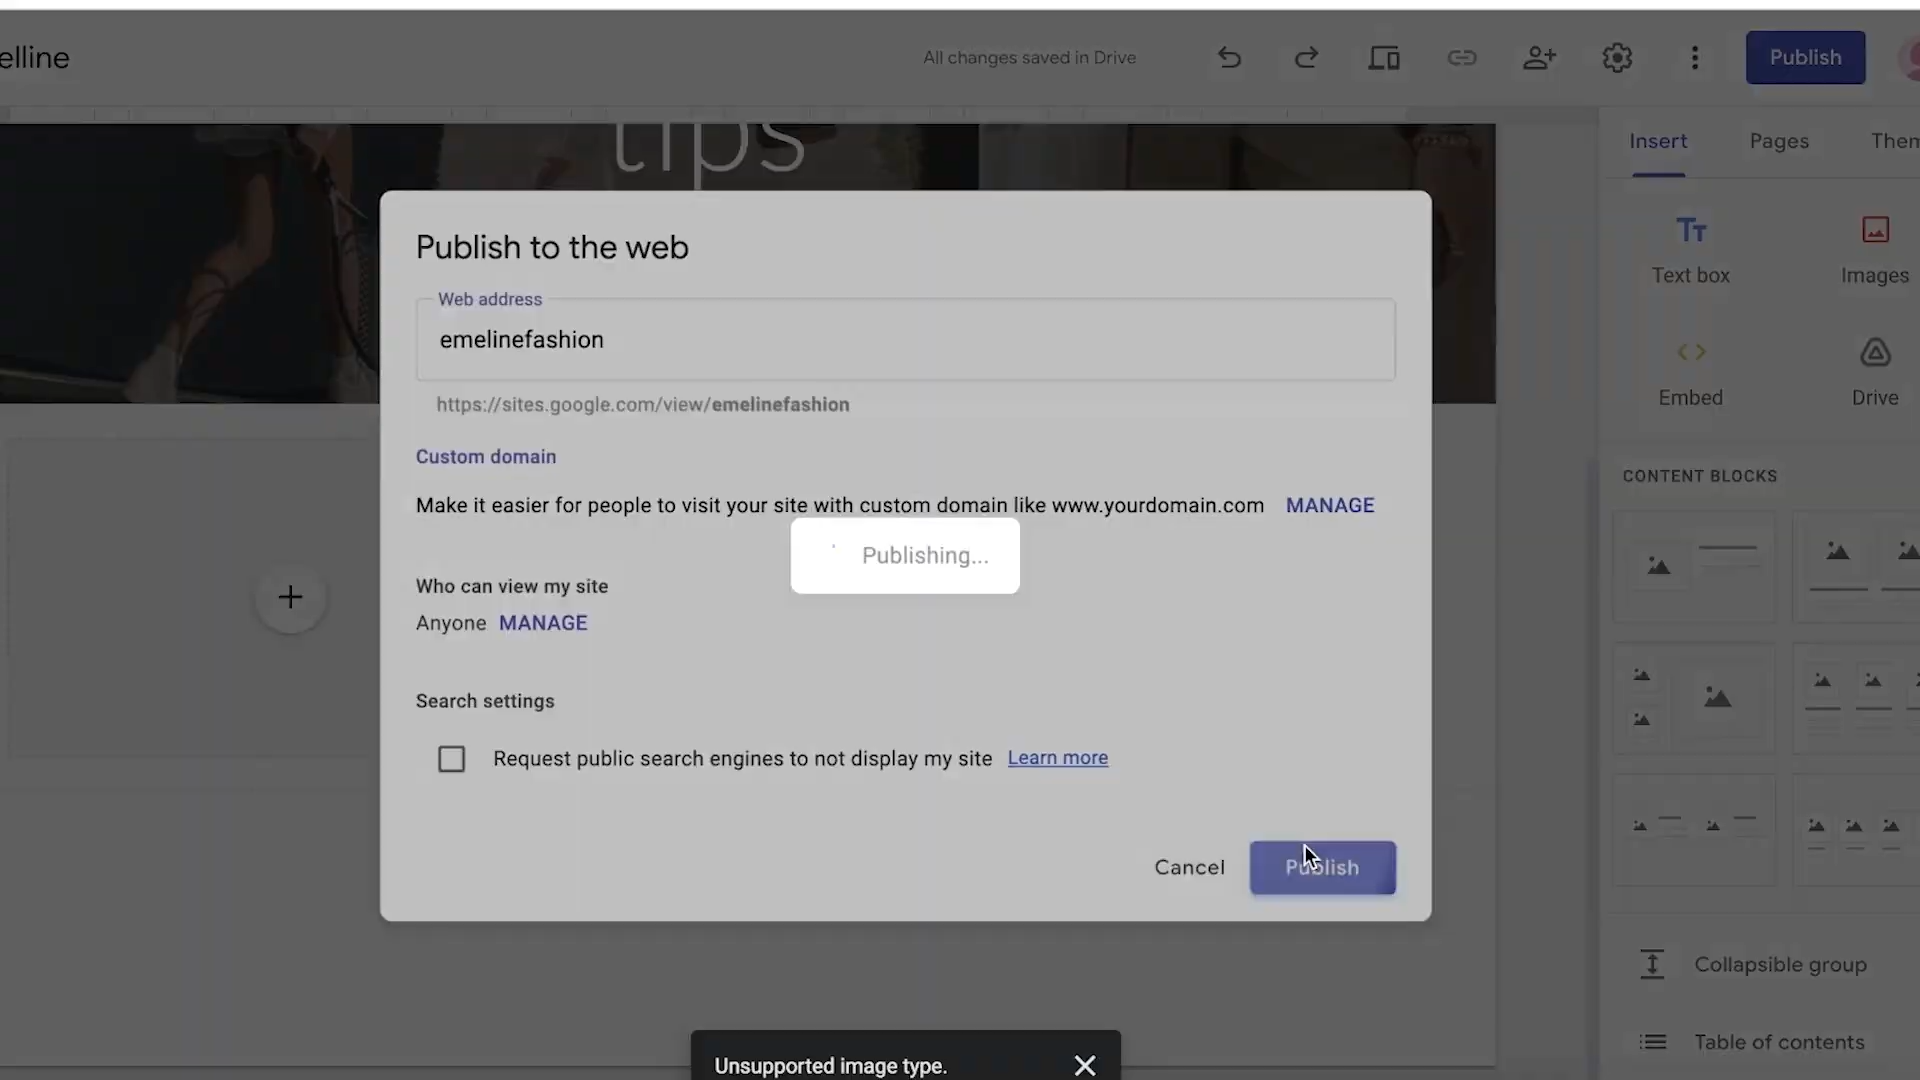 elline
All changes saved in Drive
Publish
tips
Insert Pages Them
Text box Images
Embed Drive
CONTENT BLOCKS
Collapsible group
Table of contents
Publish to the web
Web address
emelinefashion
https://sites.google.com/view/emelinefashion
Custom domain
Make it easier for people to visit your site with custom domain like www.yourdomain.com MANAGE
Publishing...
Who can view my site
Anyone MANAGE
Search settings
Request public search engines to not display my site Learn more
Cancel Publish
Unsupported image type.